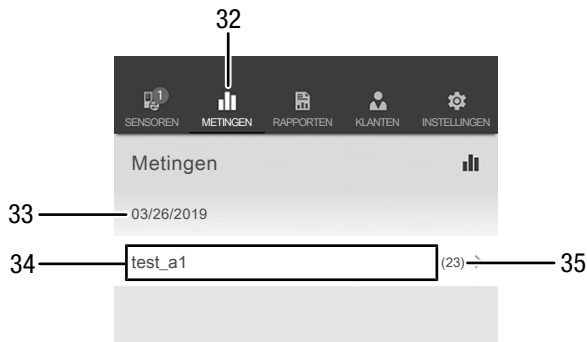 32
1
SENSOREN METINGEN RAPPORTEN KLANTEN INSTELLINGEN
Metingen
33 03/26/2019
34 test_a1 (23) 35